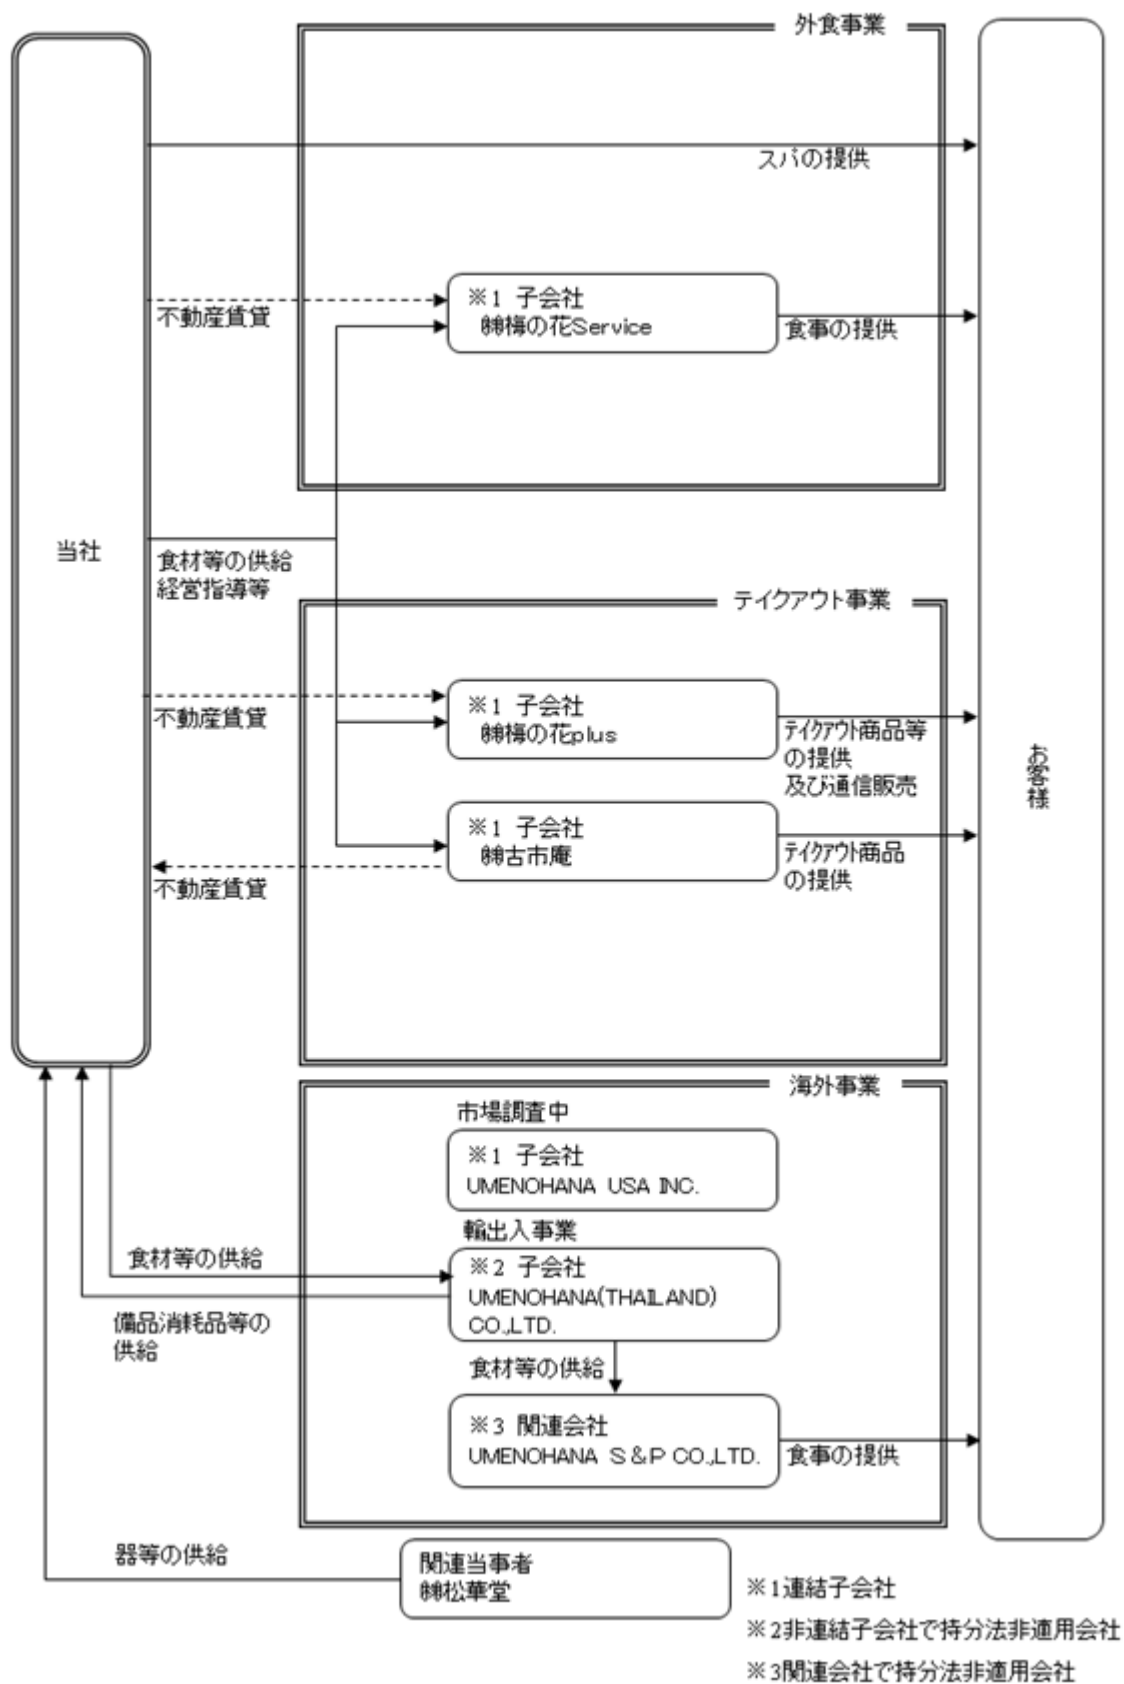 外食事業
スパの提供
※1 子会社
㈱梅の花Service
不動産賃貸
食事の提供
当社
食材等の供給
経営指導等
テイクアウト事業
※1 子会社
㈱梅の花plus
不動産賃貸
ﾃｲｸｱｳﾄ商品等
の提供
及び通信販売
お客様
※1 子会社
㈱古市庵
ﾃｲｸｱｳﾄ商品
の提供
不動産賃貸
海外事業
市場調査中
※1 子会社
UMENOHANA USA INC.
輸出入事業
※2 子会社
UMENOHANA(THAILAND)
CO.,LTD.
食材等の供給
備品消耗品等の
供給
食材等の供給
※3 関連会社
UMENOHANA S＆P CO.,LTD.
食事の提供
器等の供給
関連当事者
㈱松華堂
※1連結子会社
※2非連結子会社で持分法非適用会社
※3関連会社で持分法非適用会社